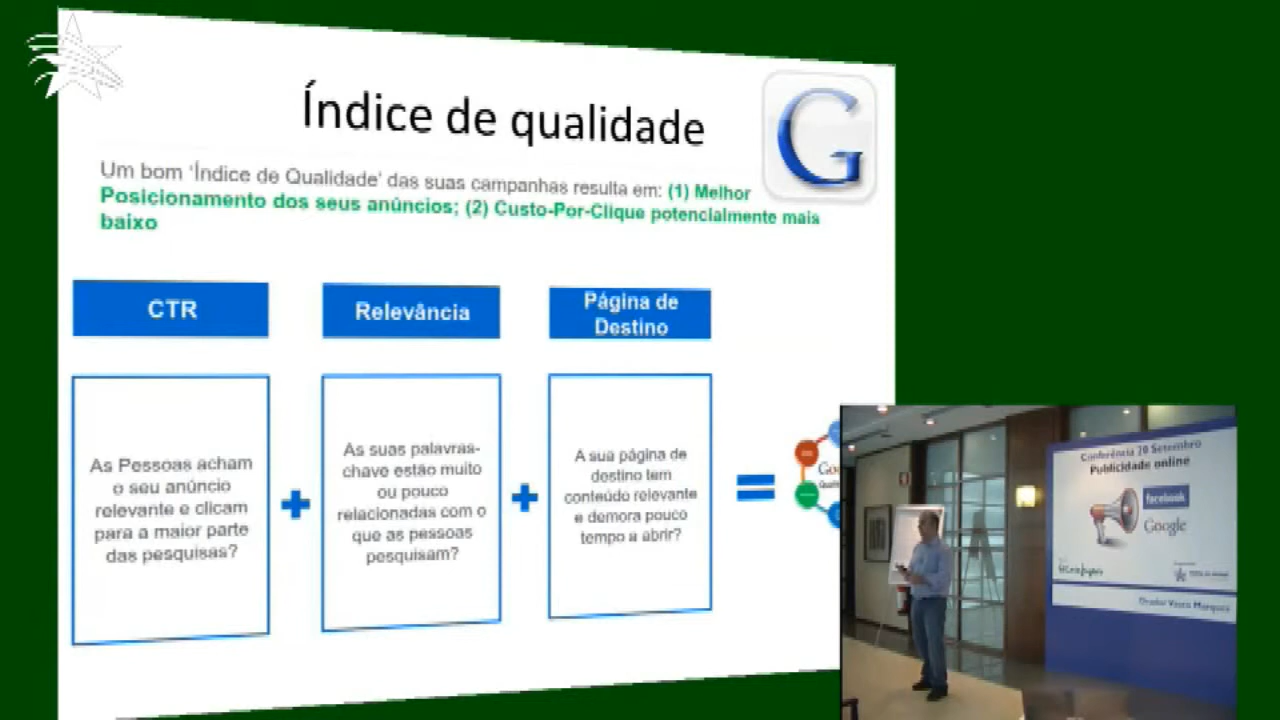 Índice de qualidade
G
Um bom 'Índice de Qualidade' das suas campanhas resulta em: (1) Melhor
Posicionamento dos seus anúncios; (2) Custo-Por-Clique potencialmente mais
baixo
CTR
Relevância
Página de
Destino
As Pessoas acham
o seu anúncio
relevante e clicam
para a maior parte
das pesquisas?
+
As suas palavras-
chave estão muito
ou pouco
relacionadas com o
que as pessoas
pesquisam?
+
A sua página de
destino tem
conteúdo relevante
e demora pouco
tempo a abrir?
=
Conferência 20 Setembro
Publicidade online
facebook
Google
Orador Vasco Marques